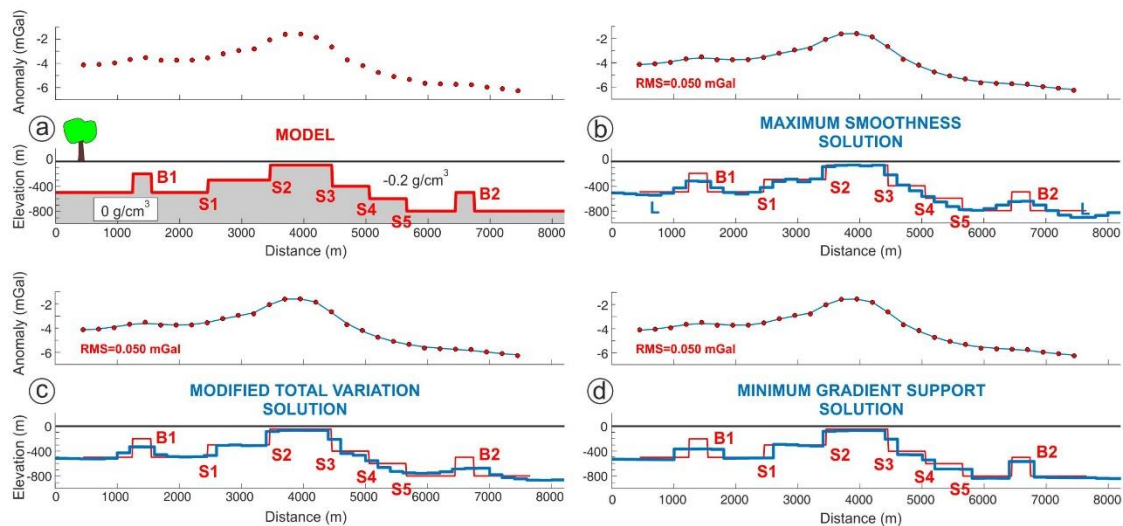 Anomaly (mGal)
-2
-4
-6
a
MODEL
Elevation (m)
0
-400
-800
B1
S1
S2
S3
S4
S5
B2
0 g/cm³
-0.2 g/cm³
0 1000 2000 3000 4000 5000 6000 7000 8000
Distance (m)
-2
-4
-6
RMS=0.050 mGal
b
MAXIMUM SMOOTHNESS
SOLUTION
0
-400
-800
B1
S1
S2
S3
S4
S5
B2
L
L
0 1000 2000 3000 4000 5000 6000 7000 8000
Distance (m)
Anomaly (mGal)
-2
-4
-6
RMS=0.050 mGal
c
MODIFIED TOTAL VARIATION
SOLUTION
Elevation (m)
0
-400
-800
B1
S1
S2
S3
S4
S5
B2
0 1000 2000 3000 4000 5000 6000 7000 8000
Distance (m)
-2
-4
-6
RMS=0.050 mGal
d
MINIMUM GRADIENT SUPPORT
SOLUTION
0
-400
-800
B1
S1
S2
S3
S4
S5
B2
0 1000 2000 3000 4000 5000 6000 7000 8000
Distance (m)